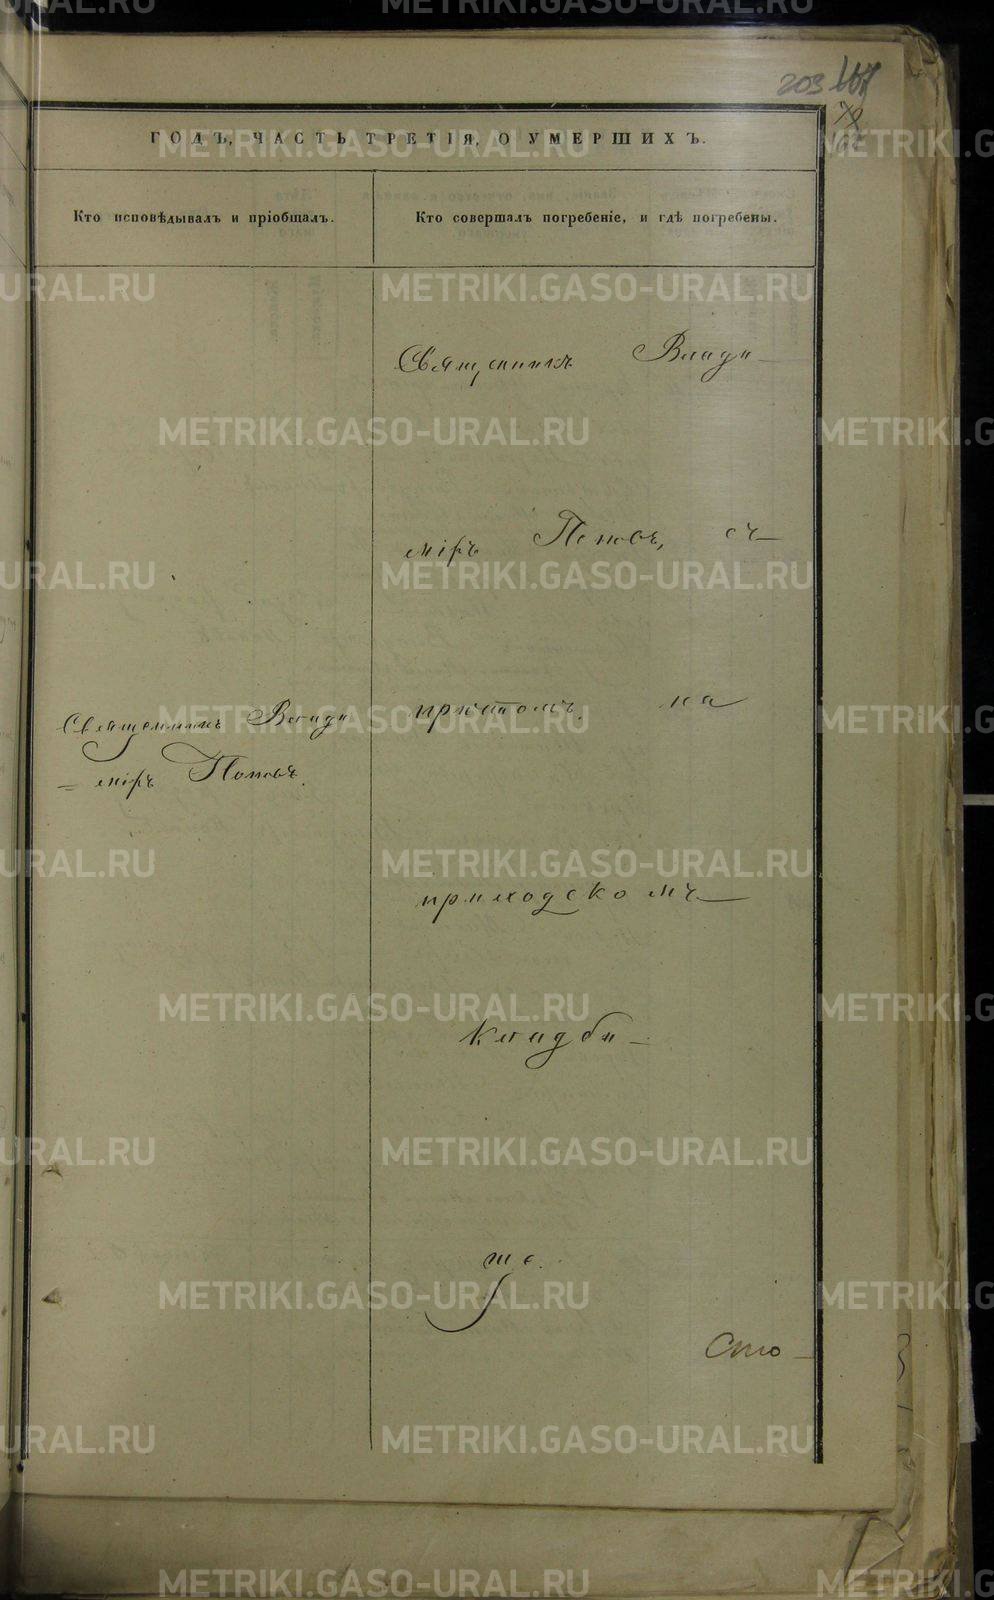 203
ГОДЪ, ЧАСТЬ ТРЕТІЯ, О УМЕРШИХЪ.
Кто исповѣдывалъ и пріобщалъ.
Кто совершалъ погребеніе, и гдѣ погребены.
Священникъ Влади
міръ Поповъ, съ
причтомъ. на
Священникъ Влади
міръ Поповъ.
приходскомъ
кладби
ще.
Сто
METRIKI.GASO-URAL.RU